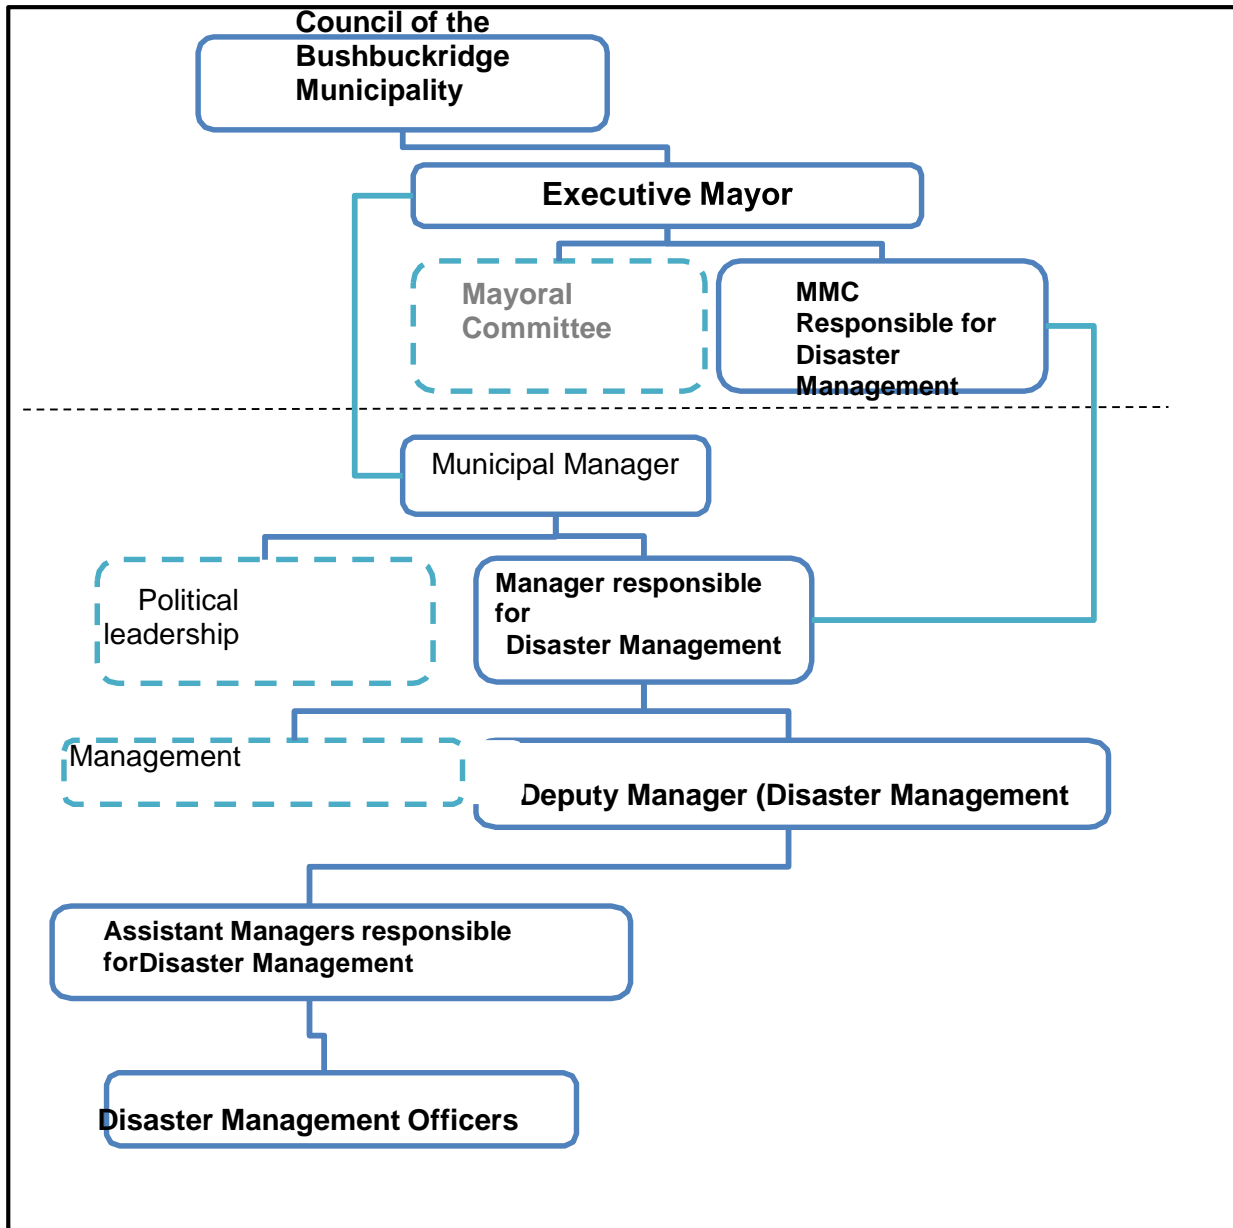 Council of the
Bushbuckridge
Municipality
Executive Mayor
Mayoral
Committee
MMC
Responsible for
Disaster
Management
Municipal Manager
Political
leadership
Manager responsible
for
Disaster Management
Management
Deputy Manager (Disaster Management
Assistant Managers responsible
forDisaster Management
Disaster Management Officers